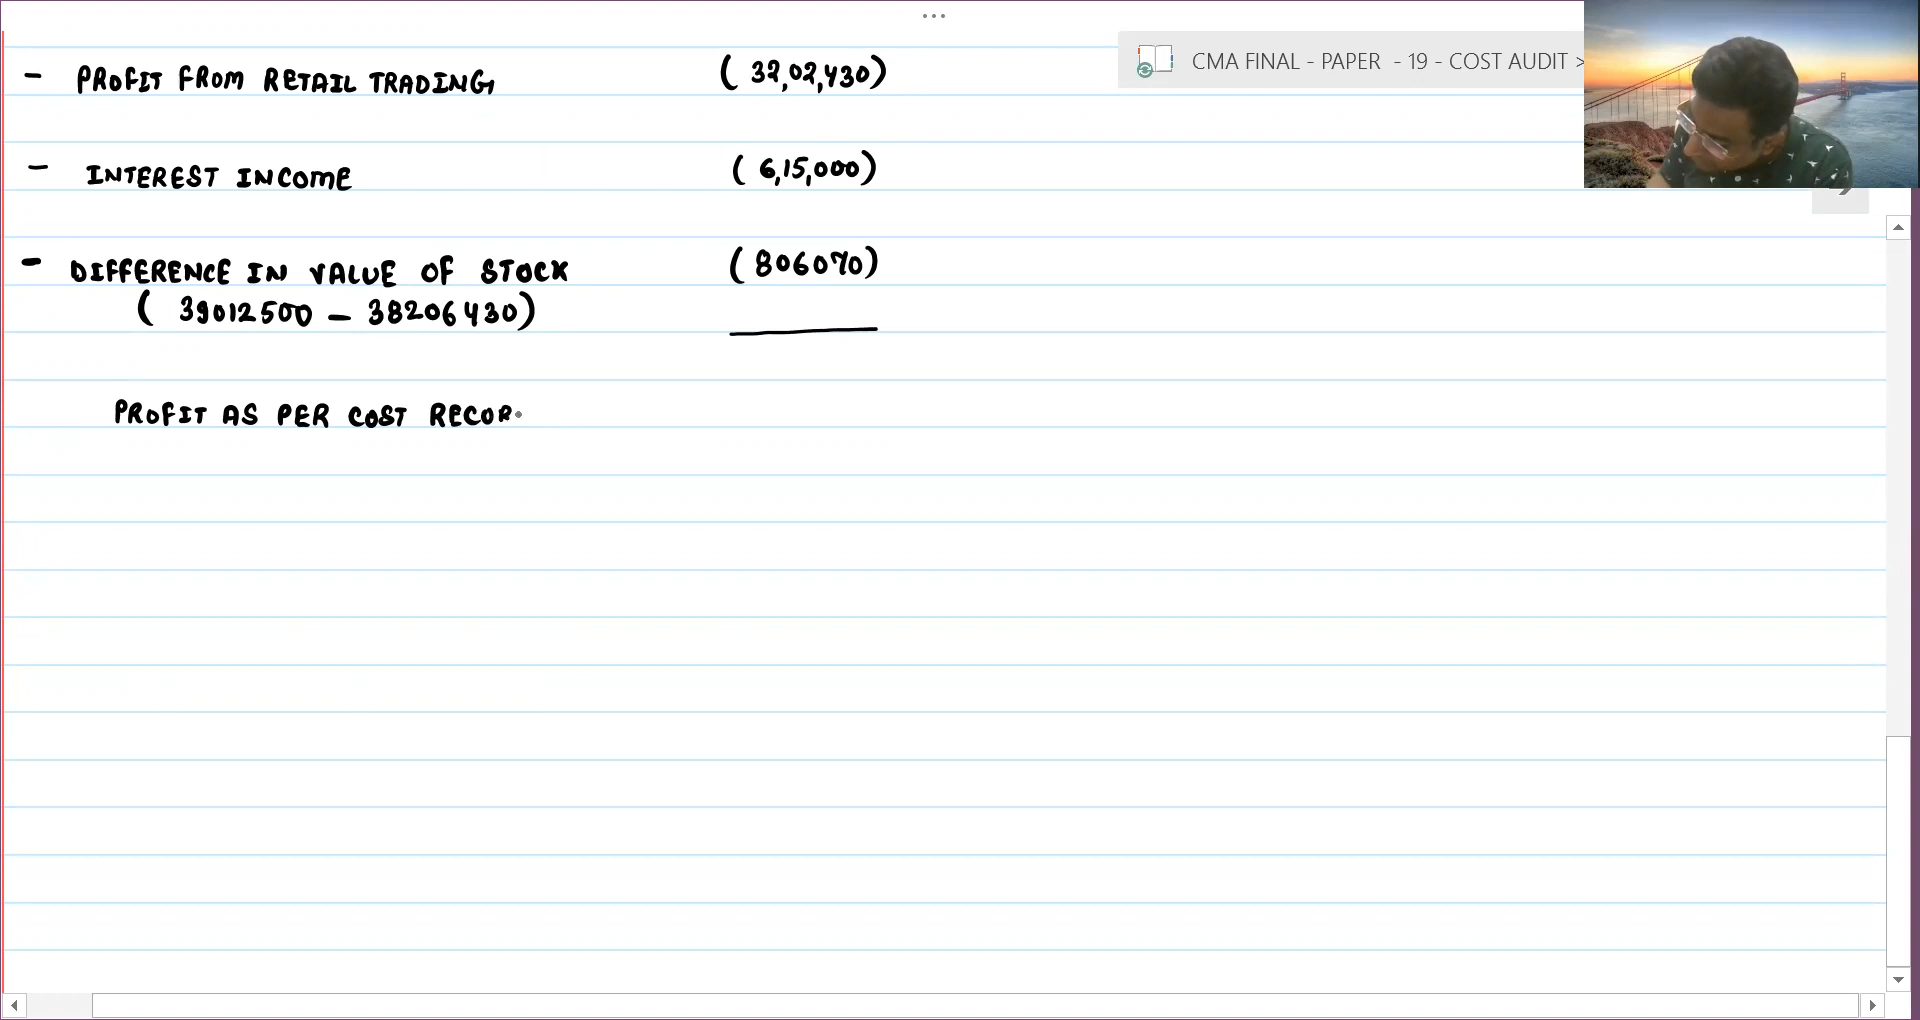 CMA FINAL - PAPER - 19 - COST AUDIT >
- PROFIT FROM RETAIL TRADING (32,02,430)
- INTEREST INCOME (6,15,000)
- DIFFERENCE IN VALUE OF STOCK (806070)
(39012500 - 38206430)
PROFIT AS PER COST RECOR